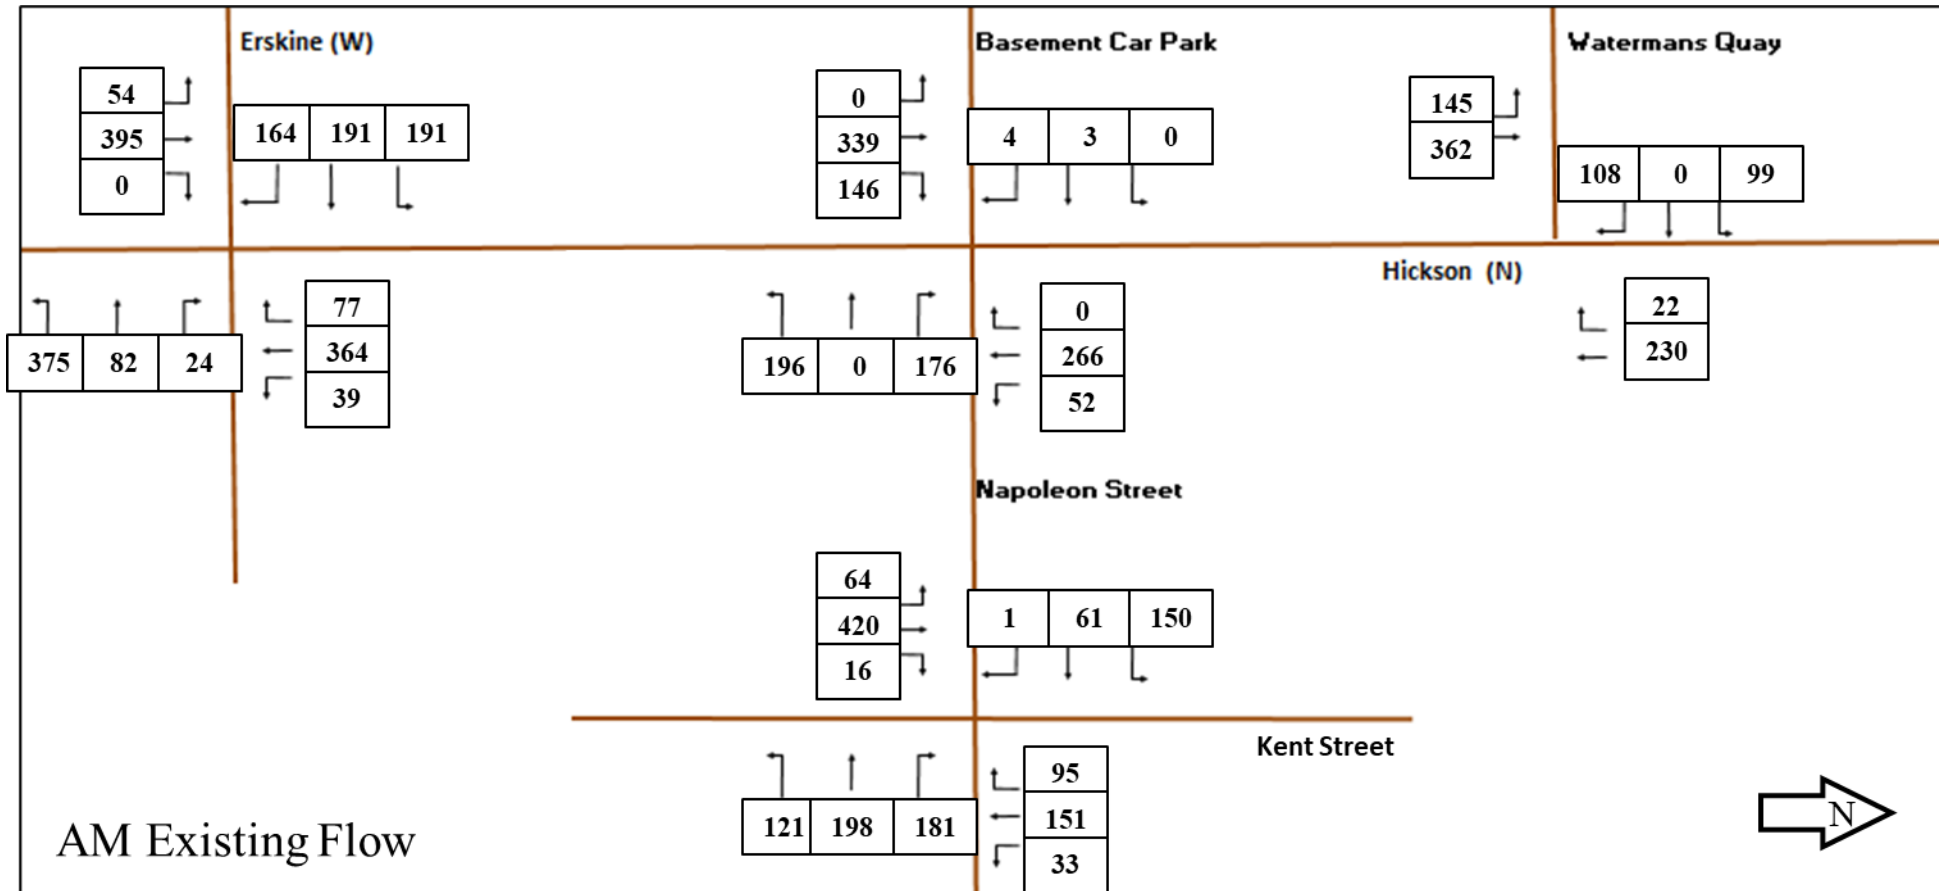 Erskine (W)
Basement Car Park
Watermans Quay
54
395
0
164 191 191
0
339
146
4 3 0
145
362
108 0 99
Hickson (N)
375 82 24
77
364
39
196 0 176
0
266
52
22
230
Napoleon Street
64
420
16
1 61 150
Kent Street
121 198 181
95
151
33
AM Existing Flow
N